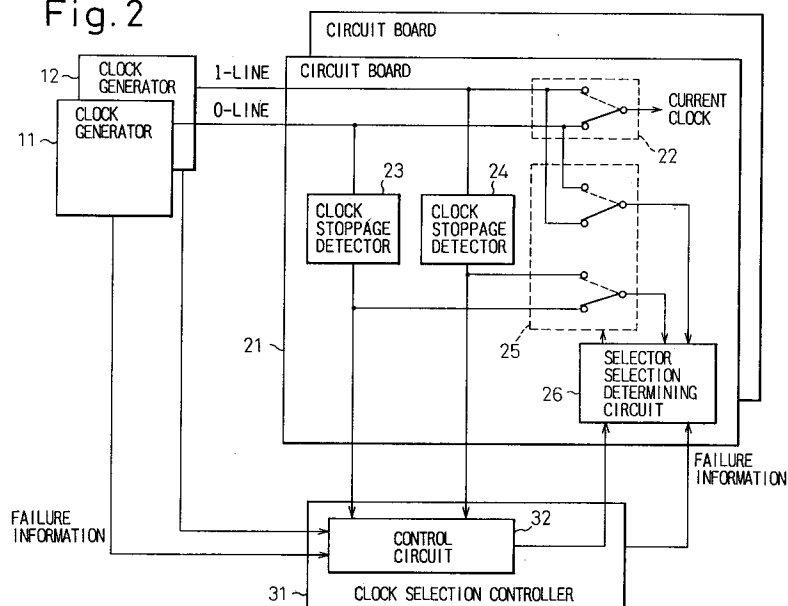 Fig. 2
CIRCUIT BOARD
CIRCUIT BOARD
12
CLOCK
GENERATOR
1-LINE
11
CLOCK
GENERATOR
0-LINE
CURRENT
CLOCK
22
23
CLOCK
STOPPAGE
DETECTOR
24
CLOCK
STOPPAGE
DETECTOR
25
21
26
SELECTOR
SELECTION
DETERMINING
CIRCUIT
FAILURE
INFORMATION
FAILURE
INFORMATION
32
CONTROL
CIRCUIT
31
CLOCK SELECTION CONTROLLER